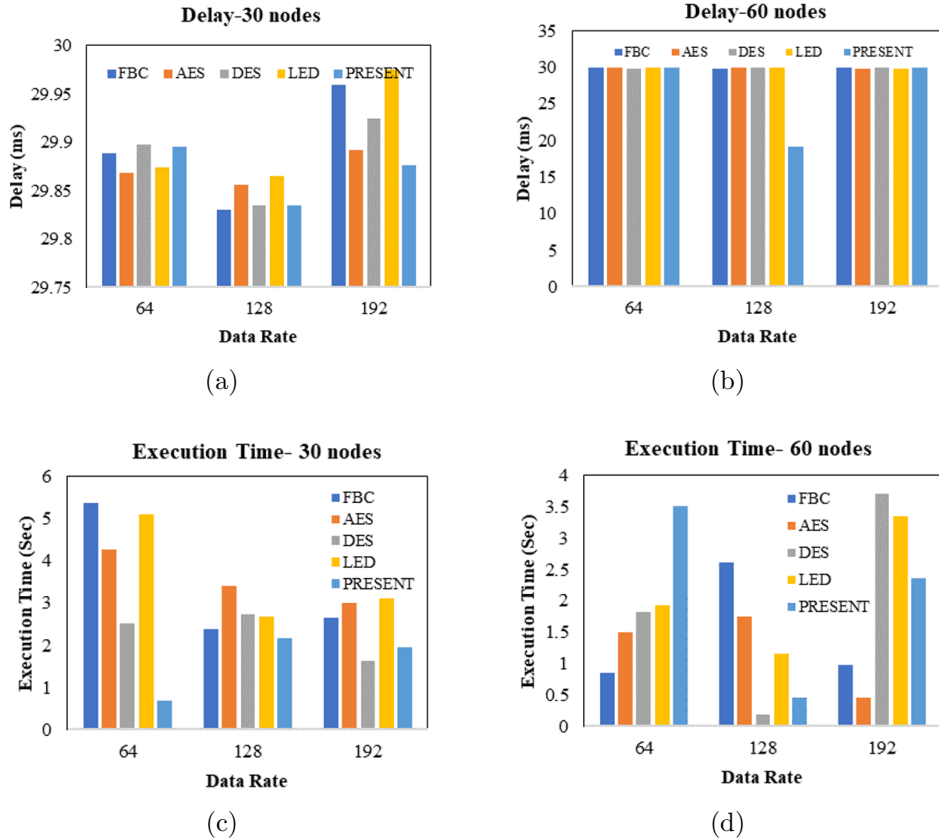 Delay-30 nodes
30
29.95
29.9
29.85
29.8
29.75
Delay (ms)
FBC AES DES LED PRESENT
64 128 192
Data Rate
(a)
Delay-60 nodes
35
30
25
20
15
10
5
0
Delay (ms)
FBC AES DES LED PRESENT
64 128 192
Data Rate
(b)
Execution Time- 30 nodes
6
5
4
3
2
1
0
Execution Time (Sec)
FBC
AES
DES
LED
PRESENT
64 128 192
Data Rate
(c)
Execution Time- 60 nodes
4
3.5
3
2.5
2
1.5
1
0.5
0
Execution Time (Sec)
FBC
AES
DES
LED
PRESENT
64 128 192
Data Rate
(d)